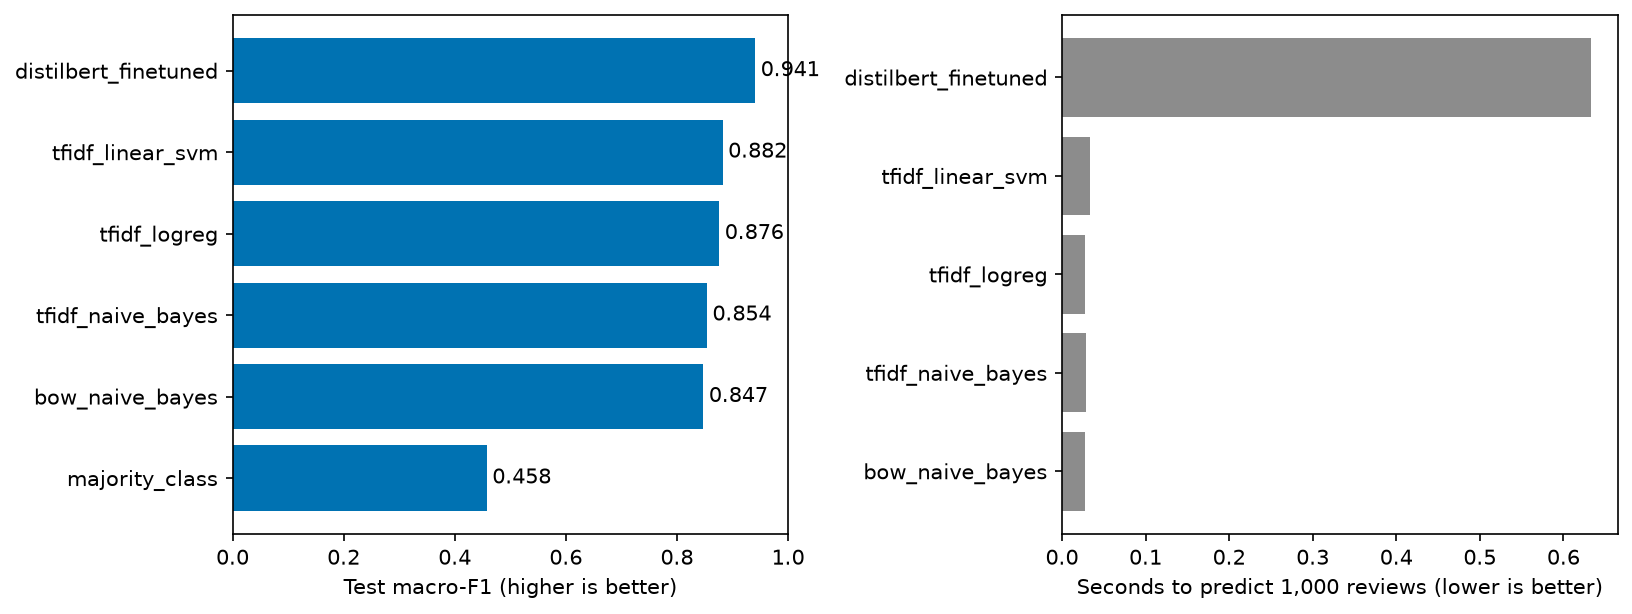 distilbert_finetuned
0.941
tfidf_linear_svm
0.882
tfidf_logreg
0.876
tfidf_naive_bayes
0.854
bow_naive_bayes
0.847
majority_class
0.458
0.0 0.2 0.4 0.6 0.8 1.0
Test macro-F1 (higher is better)
distilbert_finetuned
tfidf_linear_svm
tfidf_logreg
tfidf_naive_bayes
bow_naive_bayes
0.0 0.1 0.2 0.3 0.4 0.5 0.6
Seconds to predict 1,000 reviews (lower is better)